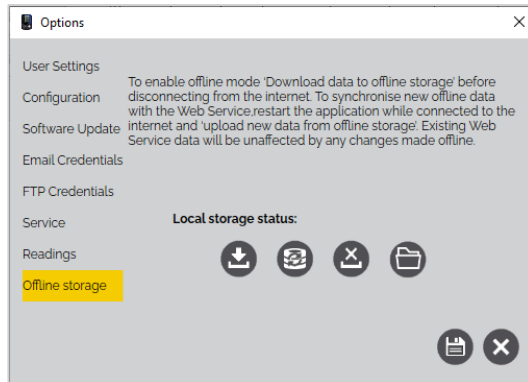 Options
User Settings
Configuration
Software Update
Email Credentials
FTP Credentials
Service
Readings
Offline storage
To enable offline mode 'Download data to offline storage' before
disconnecting from the internet. To synchronise new offline data
with the Web Service,restart the application while connected to the
internet and 'upload new data from offline storage'. Existing Web
Service data will be unaffected by any changes made offline.
Local storage status: